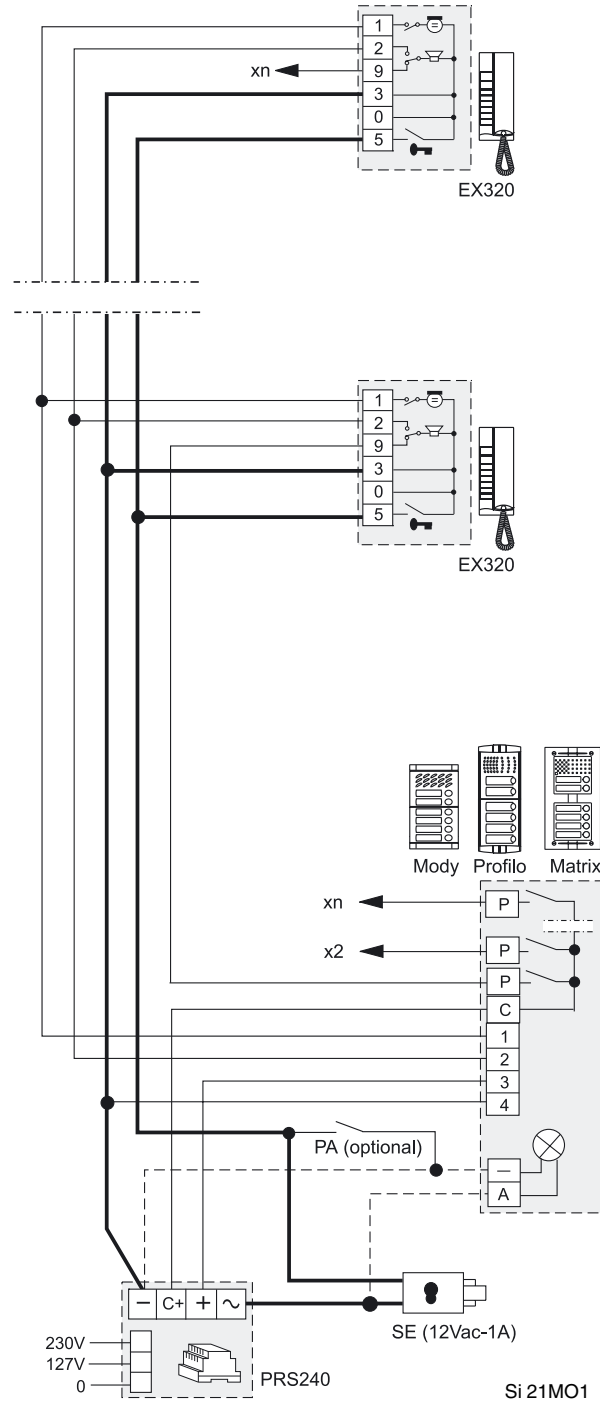 1
2
xn
9
3
0
5
EX320
1
2
9
3
0
5
EX320
Mody Profilo Matrix
xn
P
x2
P
P
C
1
2
3
4
PA (optional)
—
A
− C+ + ~
SE (12Vac-1A)
230V
127V
0
PRS240
Si 21MO1